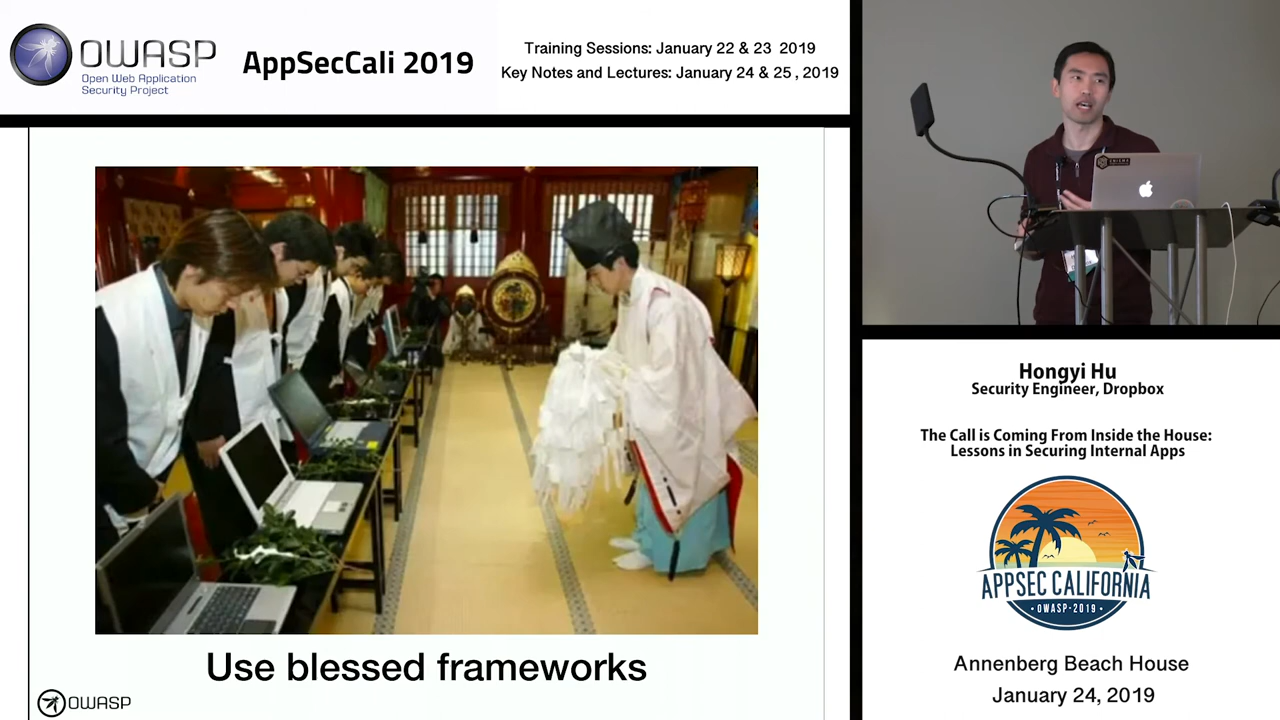 OWASP
Open Web Application
Security Project
AppSecCali 2019
Training Sessions: January 22 & 23 2019
Key Notes and Lectures: January 24 & 25 , 2019
Use blessed frameworks
OWASP
Hongyi Hu
Security Engineer, Dropbox
The Call is Coming From Inside the House:
Lessons in Securing Internal Apps
APPSEC CALIFORNIA
· OWASP-2019 ·
Annenberg Beach House
January 24, 2019